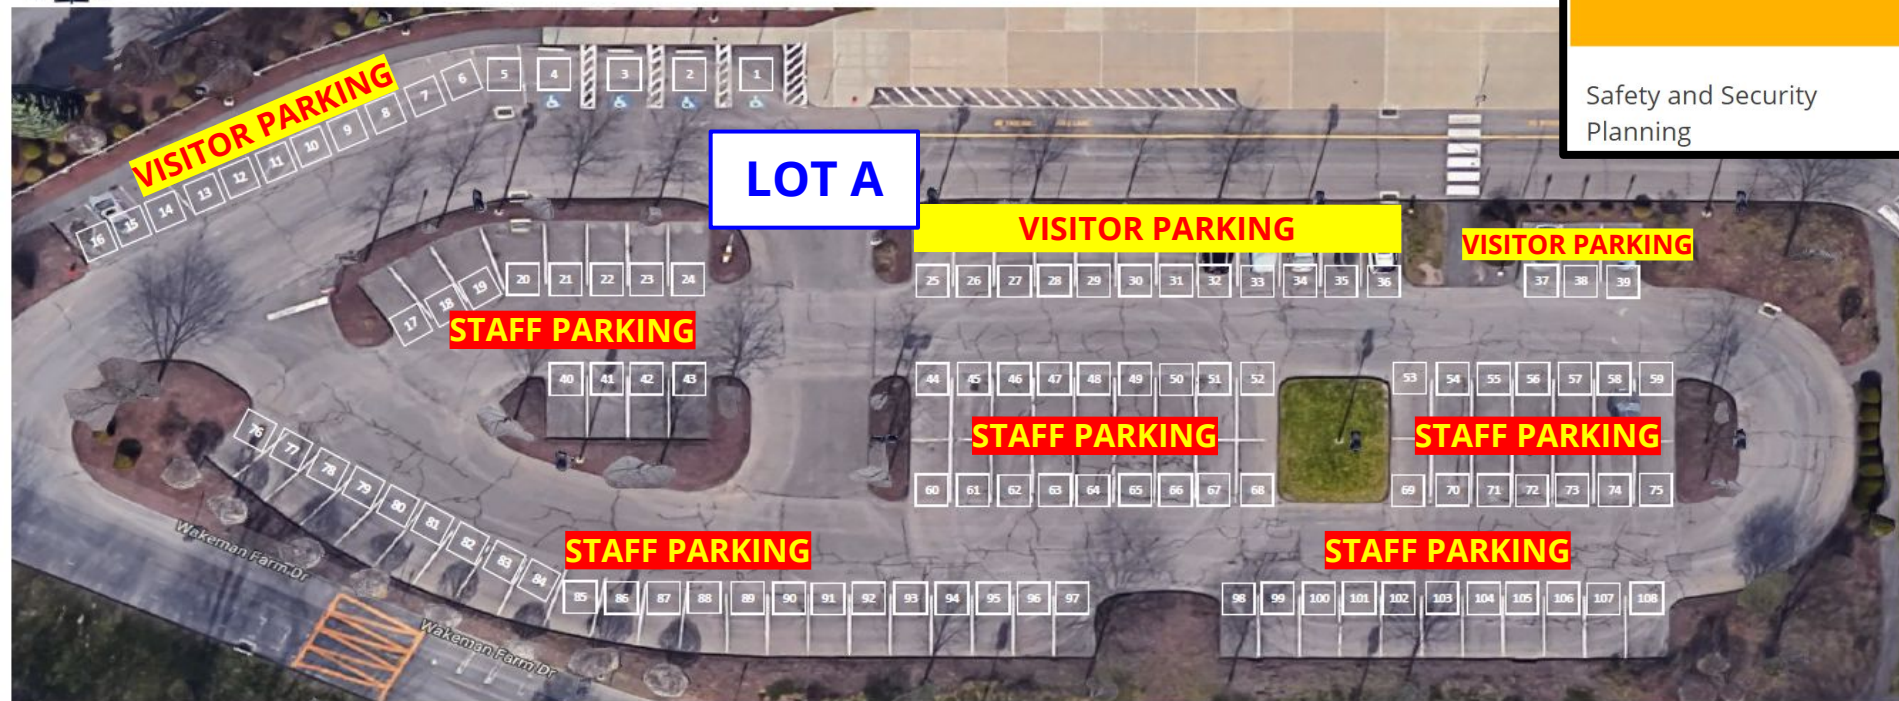 Safety and Security
Planning
VISITOR PARKING
16 15 14 13 12 11 10 9 8 7 6 5 4 3 2 1
LOT A
VISITOR PARKING
VISITOR PARKING
17 18 19 20 21 22 23 24
25 26 27 28 29 30 31 32 33 34 35 36
37 38 39
STAFF PARKING
40 41 42 43
44 45 46 47 48 49 50 51 52
53 54 55 56 57 58 59
STAFF PARKING
STAFF PARKING
60 61 62 63 64 65 66 67 68
69 70 71 72 73 74 75
76 77 78 79 80 81 82 83 84
STAFF PARKING
STAFF PARKING
85 86 87 88 89 90 91 92 93 94 95 96 97
98 99 100 101 102 103 104 105 106 107 108
Wakeman Farm Dr
Wakeman Farm Dr